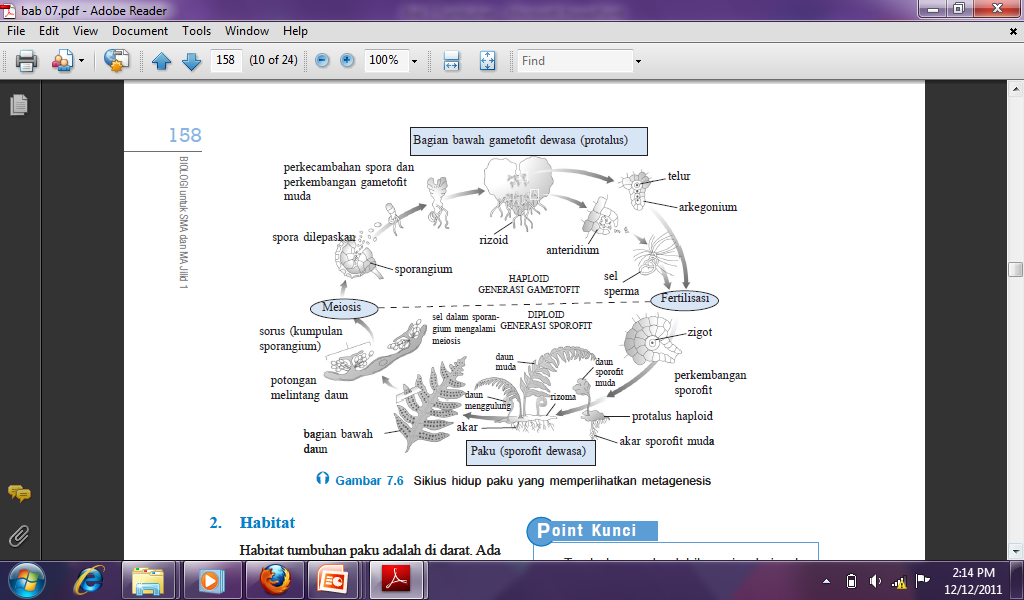 bab 07.pdf - Adobe Reader
File Edit View Document Tools Window Help
158 (10 of 24) 100% Find
158
BIOLOGI untuk SMA dan MA Jilid 1
Bagian bawah gametofit dewasa (protalus)
perkecambahan spora dan
perkembangan gametofit
muda
telur
arkegonium
spora dilepaskan
rizoid
anteridium
sporangium
sel
sperma
HAPLOID
GENERASI GAMETOFIT
Meiosis
Fertilisasi
DIPLOID
GENERASI SPOROFIT
sel dalam sporan-
gium mengalami
meiosis
sorus (kumpulan
sporangium)
zigot
potongan
melintang daun
daun
muda
daun
sporofit
muda
perkembangan
sporofit
daun
menggulung
rizoma
protalus haploid
akar
akar sporofit muda
bagian bawah
daun
Paku (sporofit dewasa)
Gambar 7.6 Siklus hidup paku yang memperlihatkan metagenesis
2. Habitat
Habitat tumbuhan paku adalah di darat. Ada
Point Kunci
2:14 PM
12/12/2011